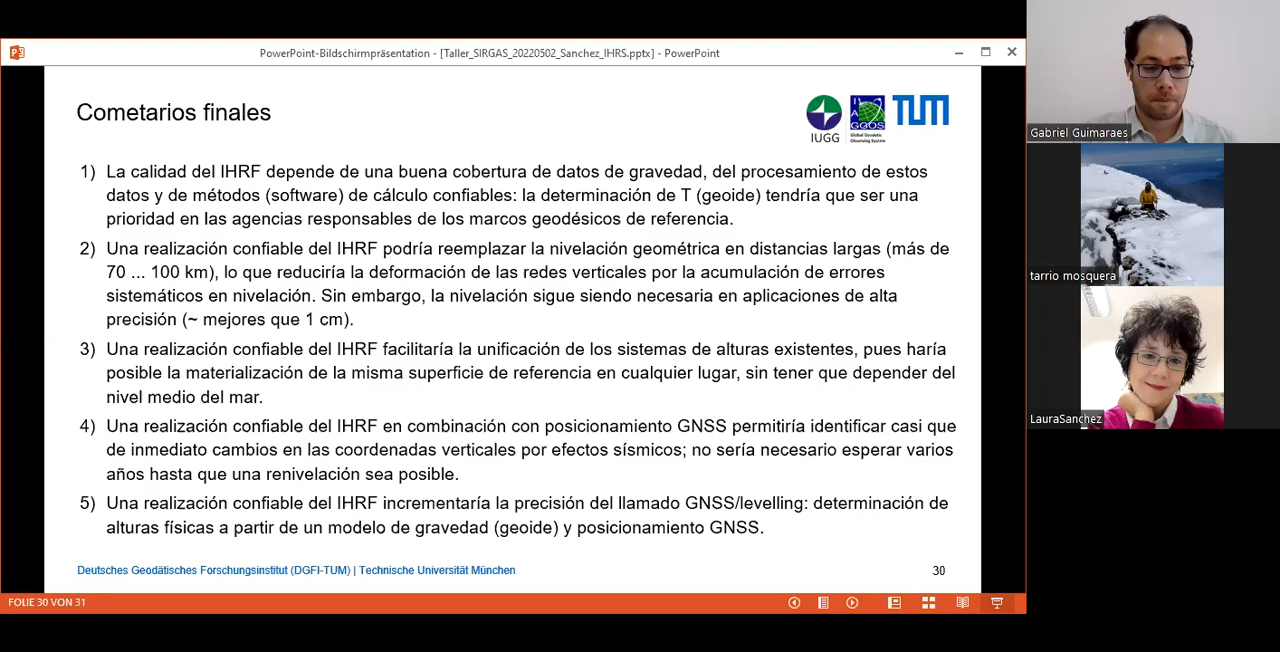 PowerPoint-Bildschirmpräsentation - [Taller_SIRGAS_20220502_Sanchez_IHRS.pptx] - PowerPoint
Cometarios finales
IUGG
GGOS
Global Geodetic
Observing System
TUM
1) La calidad del IHRF depende de una buena cobertura de datos de gravedad, del procesamiento de estos
datos y de métodos (software) de cálculo confiables: la determinación de T (geoide) tendría que ser una
prioridad en las agencias responsables de los marcos geodésicos de referencia.
2) Una realización confiable del IHRF podría reemplazar la nivelación geométrica en distancias largas (más de
70 ... 100 km), lo que reduciría la deformación de las redes verticales por la acumulación de errores
sistemáticos en nivelación. Sin embargo, la nivelación sigue siendo necesaria en aplicaciones de alta
precisión (~ mejores que 1 cm).
3) Una realización confiable del IHRF facilitaría la unificación de los sistemas de alturas existentes, pues haría
posible la materialización de la misma superficie de referencia en cualquier lugar, sin tener que depender del
nivel medio del mar.
4) Una realización confiable del IHRF en combinación con posicionamiento GNSS permitiría identificar casi que
de inmediato cambios en las coordenadas verticales por efectos sísmicos; no sería necesario esperar varios
años hasta que una renivelación sea posible.
5) Una realización confiable del IHRF incrementaría la precisión del llamado GNSS/levelling: determinación de
alturas físicas a partir de un modelo de gravedad (geoide) y posicionamiento GNSS.
Deutsches Geodätisches Forschungsinstitut (DGFI-TUM) | Technische Universität München
30
FOLIE 30 VON 31
Gabriel Guimaraes
tarrio mosquera
LauraSanchez